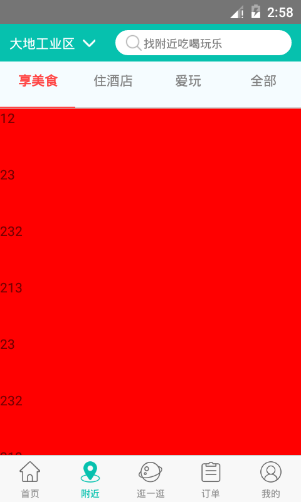 2:58
大地工业区
找附近吃喝玩乐
享美食 住酒店 爱玩 全部
12
23
232
213
23
232
首页 附近 逛一逛 订单 我的